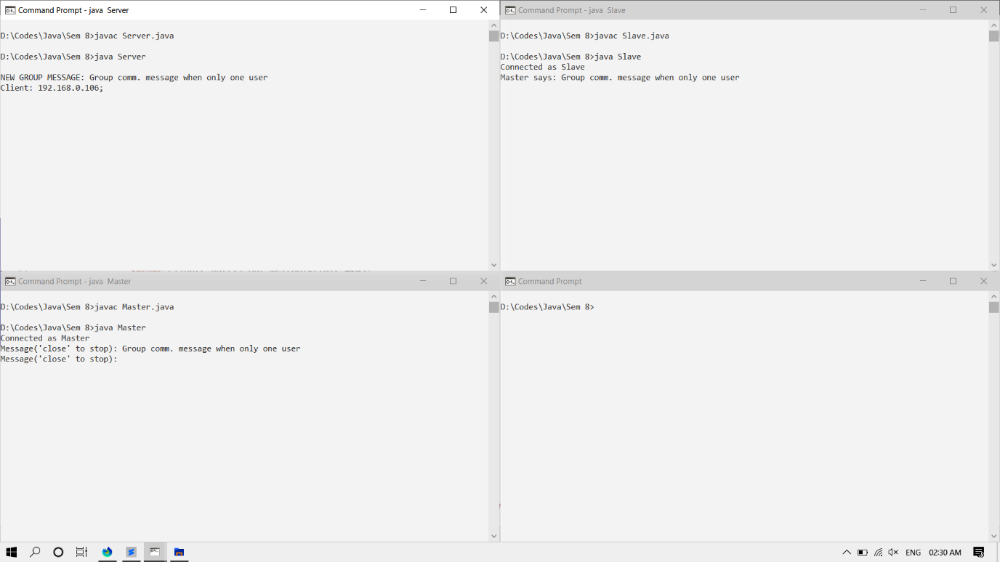 Command Prompt - java  Server
D:\Codes\Java\Sem 8>javac Server.java
D:\Codes\Java\Sem 8>java Server
NEW GROUP MESSAGE: Group comm. message when only one user
Client: 192.168.0.106;
Command Prompt - java  Slave
D:\Codes\Java\Sem 8>javac Slave.java
D:\Codes\Java\Sem 8>java Slave
Connected as Slave
Master says: Group comm. message when only one user
Command Prompt - java  Master
D:\Codes\Java\Sem 8>javac Master.java
D:\Codes\Java\Sem 8>java Master
Connected as Master
Message('close' to stop): Group comm. message when only one user
Message('close' to stop):
Command Prompt
D:\Codes\Java\Sem 8>
ENG
02:30 AM